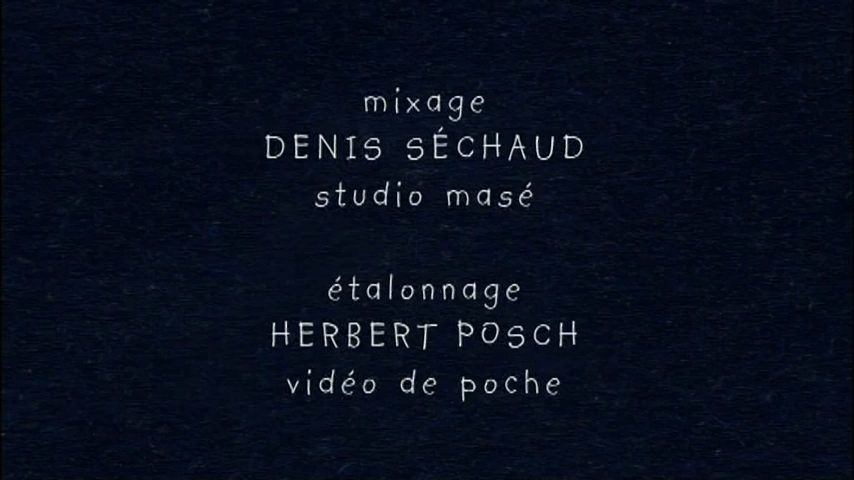 mixage
DENIS SÉCHAUD
studio masé
étalonnage
HERBERT POSCH
vidéo de poche